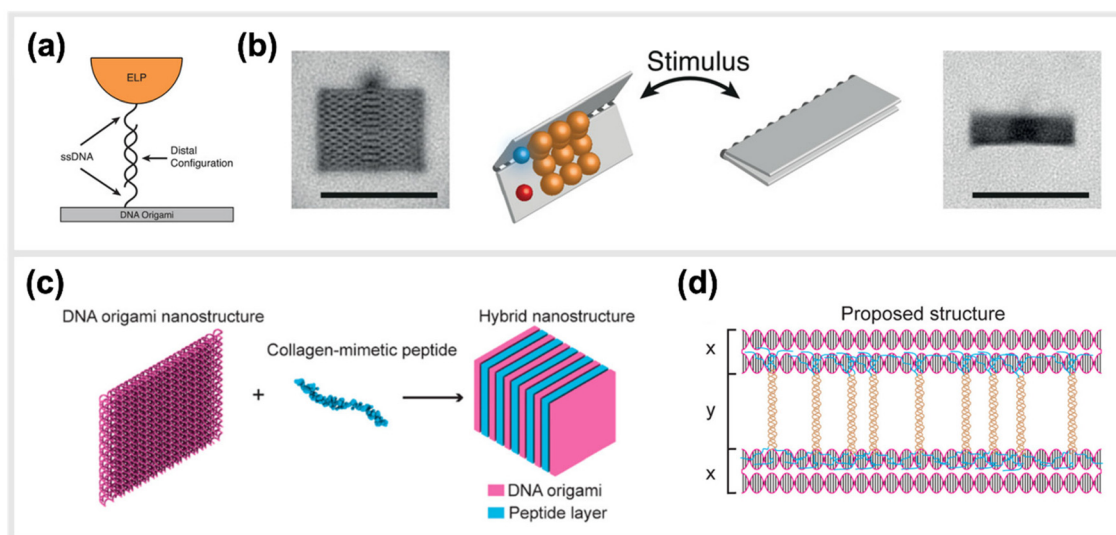 (a)
ELP
ssDNA
Distal
Configuration
DNA Origami
(b)
Stimulus
(c)
DNA origami nanostructure
+
Collagen-mimetic peptide
Hybrid nanostructure
DNA origami
Peptide layer
(d)
Proposed structure
x
y
x